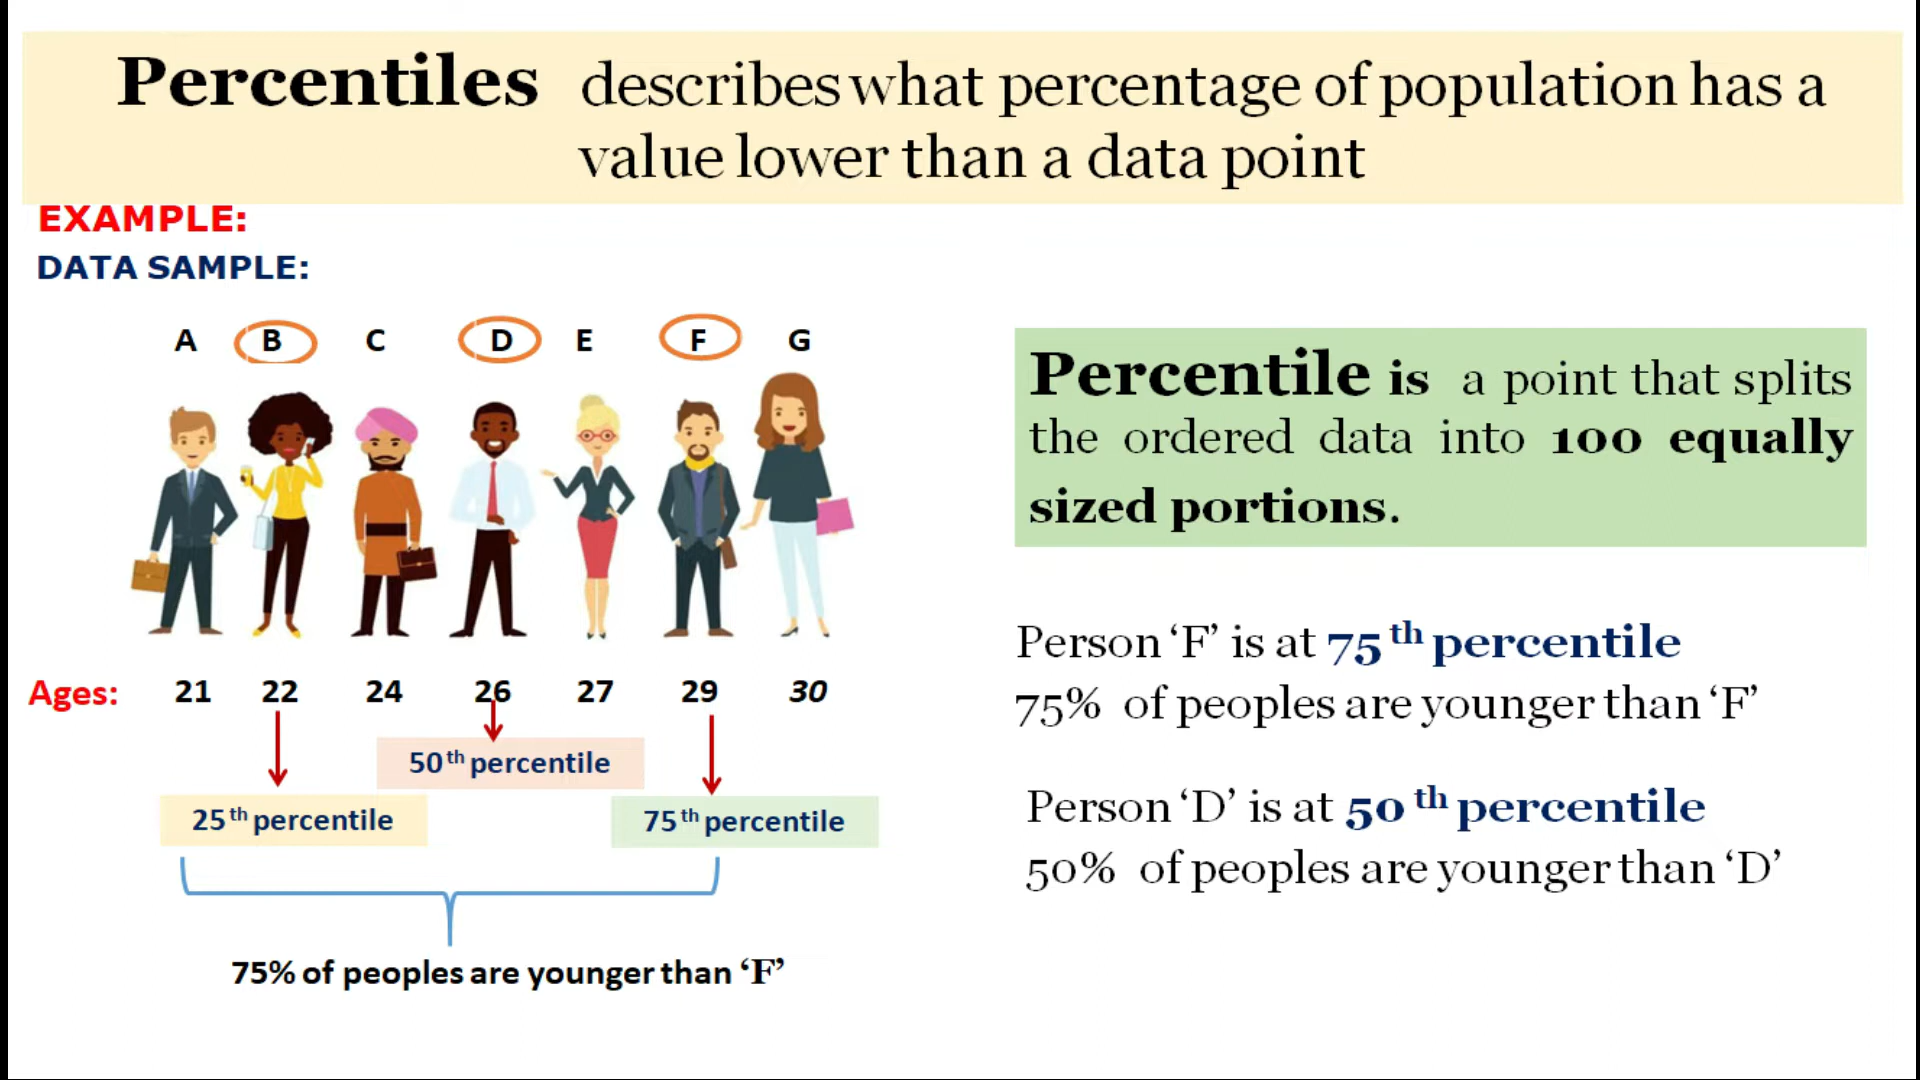 Percentiles describes what percentage of population has a
value lower than a data point
EXAMPLE:
DATA SAMPLE:
A B C D E F G
Ages: 21 22 24 26 27 29 30
50th percentile
25th percentile 75th percentile
75% of peoples are younger than ‘F’
Percentile is a point that splits
the ordered data into 100 equally
sized portions.
Person ‘F’ is at 75th percentile
75% of peoples are younger than ‘F’
Person ‘D’ is at 50th percentile
50% of peoples are younger than ‘D’